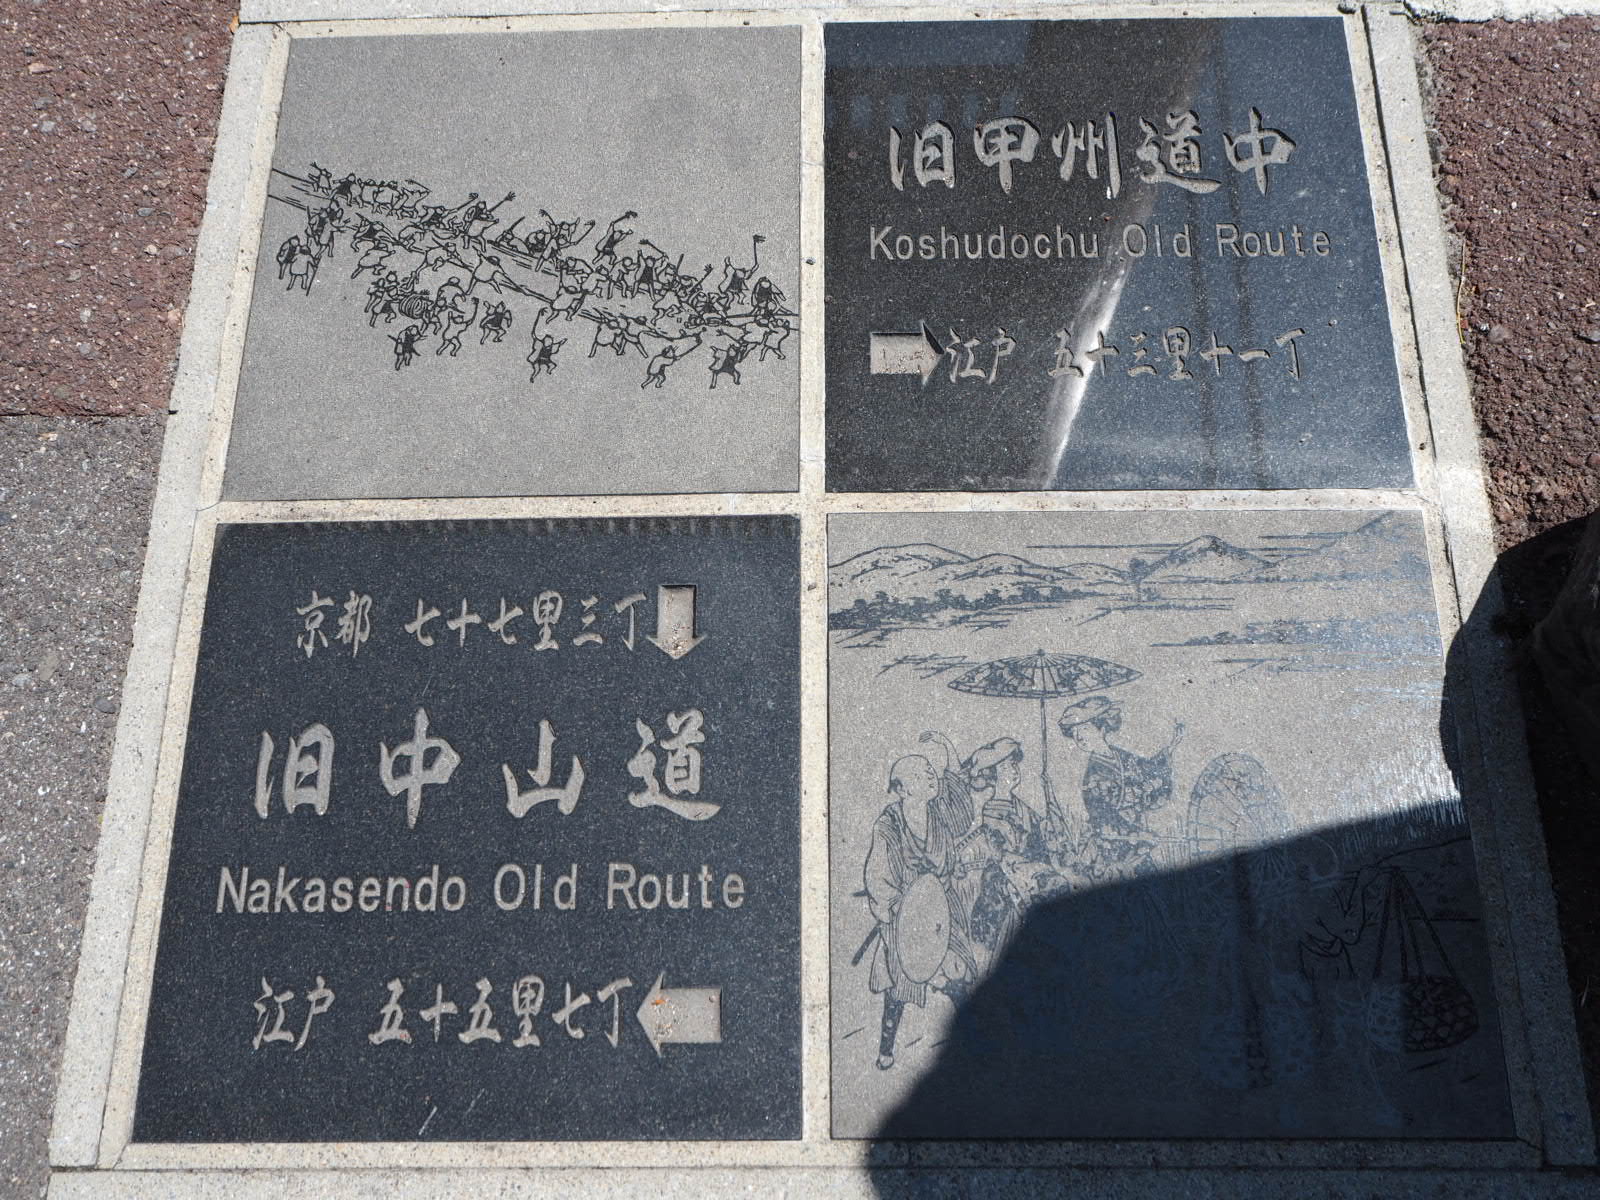 旧甲州道中
Koshudochu Old Route
江戸 五十三里十一丁
京都 七十七里三丁
旧中山道
Nakasendo Old Route
江戸 五十五里七丁